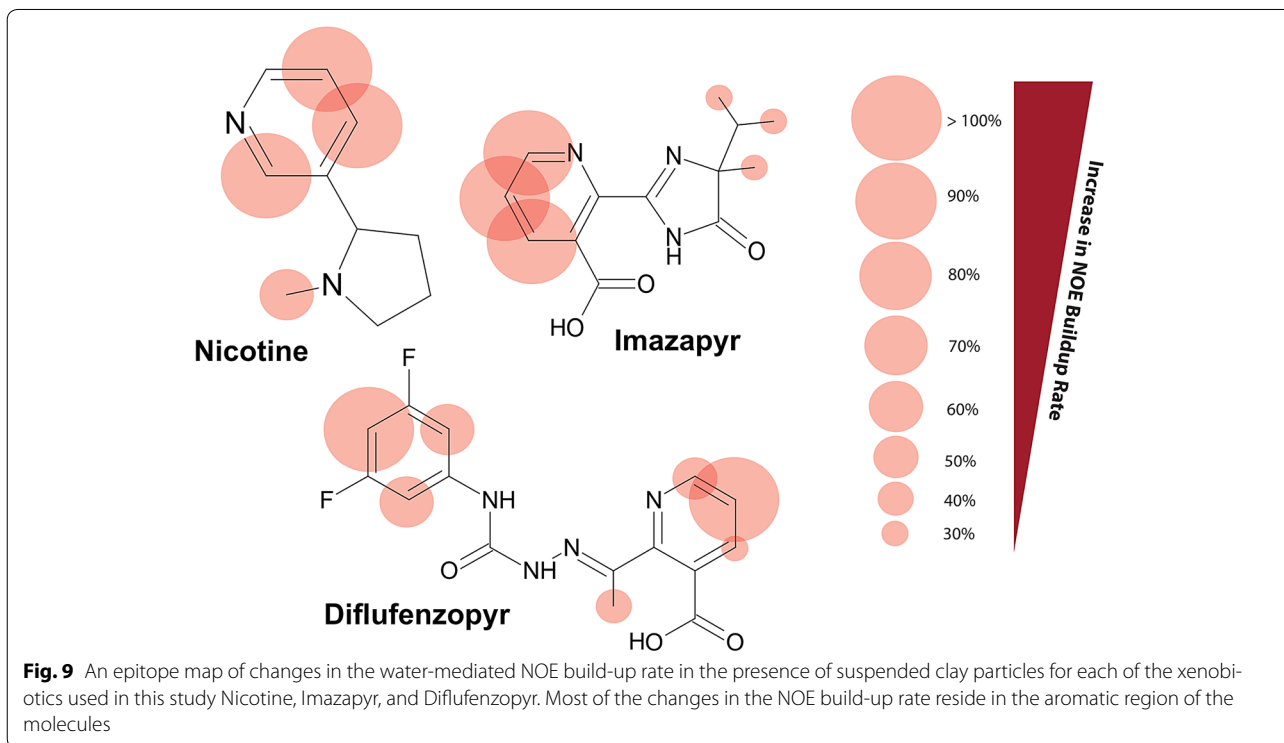 N
N
Nicotine
N
N
N
H
O
O
HO
Imazapyr
F
F
NH
O
NH
N
N
HO
O
Diflufenzopyr
> 100%
90%
80%
70%
60%
50%
40%
30%
Increase in NOE Buildup Rate
Fig. 9 An epitope map of changes in the water-mediated NOE build-up rate in the presence of suspended clay particles for each of the xenobi-
otics used in this study Nicotine, Imazapyr, and Diflufenzopyr. Most of the changes in the NOE build-up rate reside in the aromatic region of the
molecules